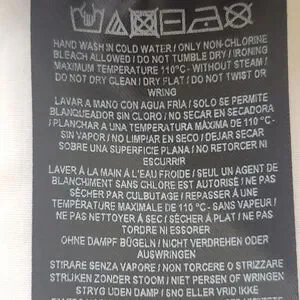 HAND WASH IN COLD WATER / ONLY NON-CHLORINE
BLEACH ALLOWED / DO NOT TUMBLE DRY / IRONING
MAXIMUM TEMPERATURE 110°C - WITHOUT STEAM /
DO NOT DRY CLEAN / DRY FLAT / DO NOT TWIST OR
WRING
LAVAR A MANO CON AGUA FRÍA / SOLO SE PERMITE
BLANQUEADOR SIN CLORO / NO SECAR EN SECADORA
/ PLANCHAR A UNA TEMPERATURA MÁXIMA DE 110°C -
SIN VAPOR / NO LIMPIAR EN SECO / DEJAR SECAR
SOBRE UNA SUPERFICIE PLANA / NO RETORCER NI
ESCURRIR
LAVER À LA MAIN À L'EAU FROIDE / SEUL UN AGENT DE
BLANCHIMENT SANS CHLORE EST AUTORISÉ / NE PAS
SÉCHER PAR CULBUTAGE / REPASSER À UNE
TEMPÉRATURE MAXIMALE DE 110 °C - SANS VAPEUR /
NE PAS NETTOYER À SEC / SÉCHER À PLAT / NE PAS
TORDRE NI ESSORER
OHNE DAMPF BÜGELN / NICHT VERDREHEN ODER
AUSWRINGEN
STIRARE SENZA VAPORE / NON TORCERE O STRIZZARE
STRIJKEN ZONDER STOOM / NIET PERSEN OF WRINGEN
STRYG UDEN DAMP / SNO ELLER VRID IKKE